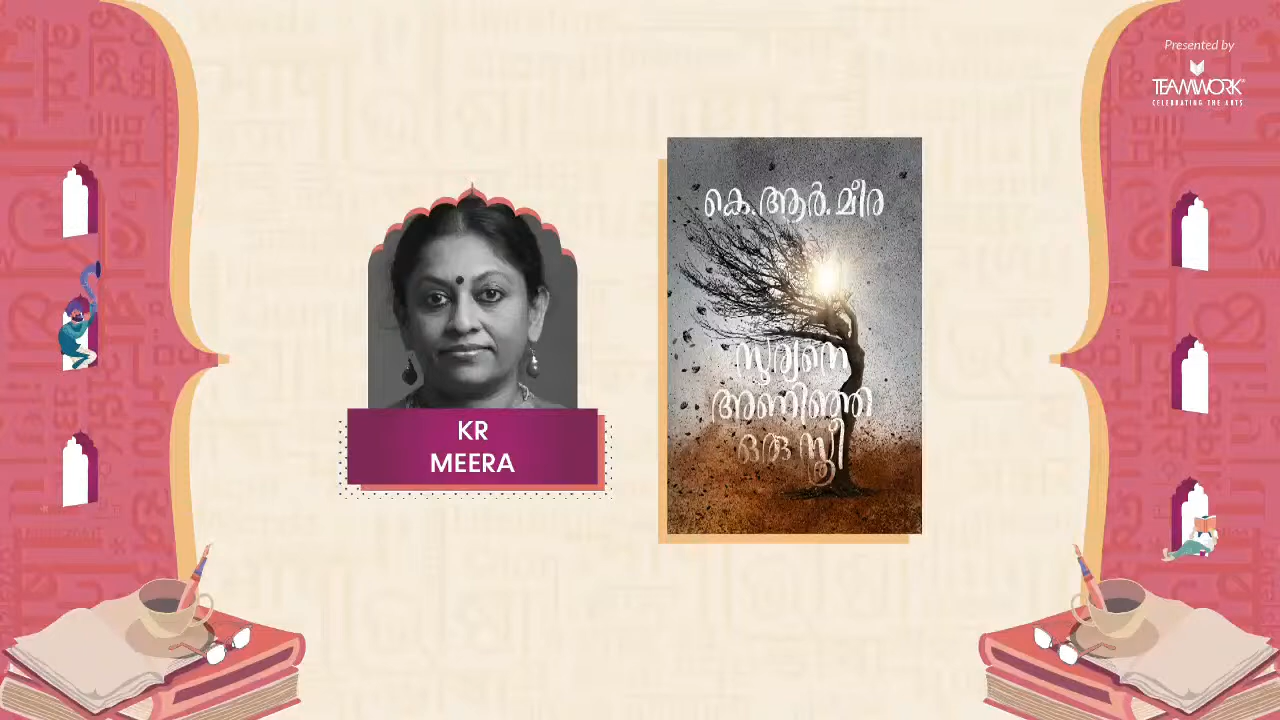 Presented by
TEAMWORK
CELEBRATING THE ARTS
KR
MEERA
കെ.ആർ.മീര
സൂര്യനെ
അണിഞ്ഞ
ഒരു സ്ത്രീ